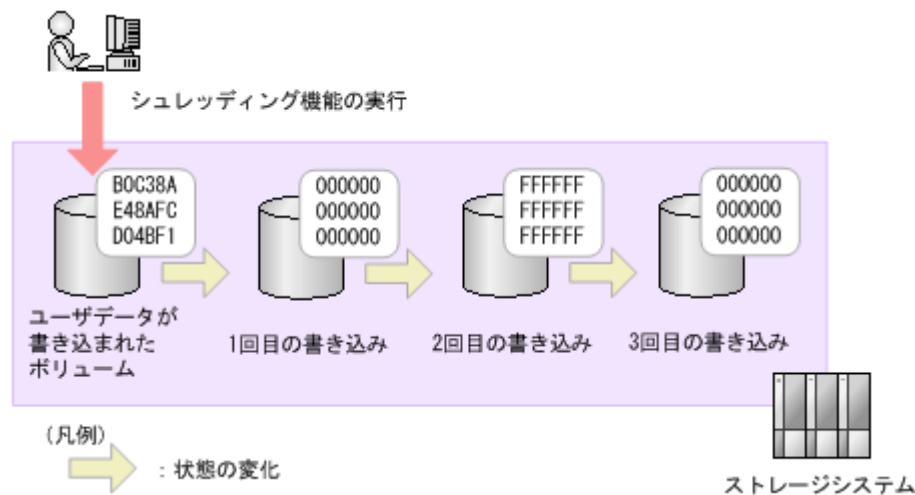 シュレッディング機能の実行
B0C38A
E48AFC
D04BF1
000000
000000
000000
FFFFFF
FFFFFF
FFFFFF
000000
000000
000000
ユーザデータが
書き込まれた
ボリューム
1回目の書き込み
2回目の書き込み
3回目の書き込み
(凡例)
：状態の変化
ストレージシステム